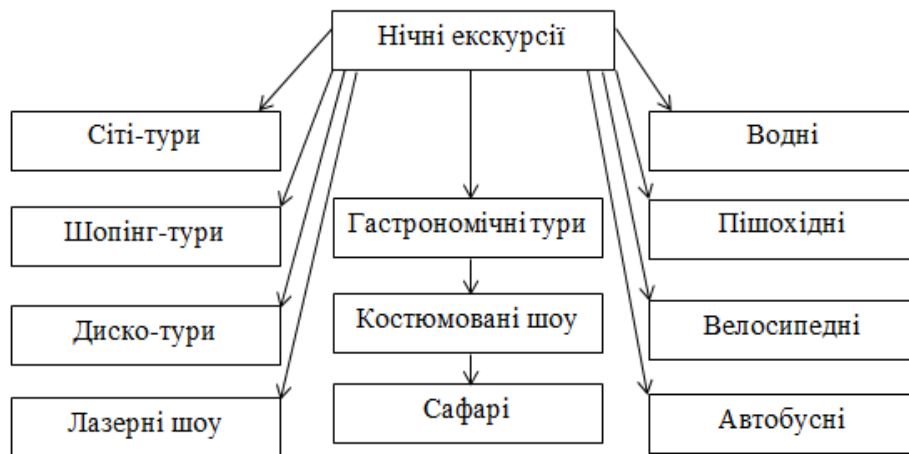 Нічні екскурсії
Сіті-тури
Водні
Шопінг-тури
Гастрономічні тури
Пішохідні
Диско-тури
Костюмовані шоу
Велосипедні
Лазерні шоу
Сафарі
Автобусні